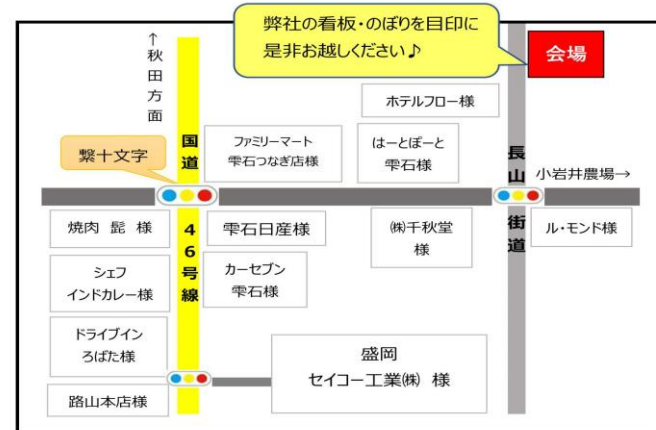 弊社の看板・のぼりを目印に
是非お越しください♪
会場
↑秋田方面
ホテルフロー様
繋十文字
国道
ファミリーマート
雫石つなぎ店様
はーとぽーと
雫石様
長山
小岩井農場→
焼肉 髭 様
46号線
雫石日産様
㈱千秋堂
様
街道
ル・モンド様
シェフ
インドカレー様
カーセブン
雫石様
ドライブイン
ろばた様
盛岡
セイコー工業㈱ 様
路山本店様